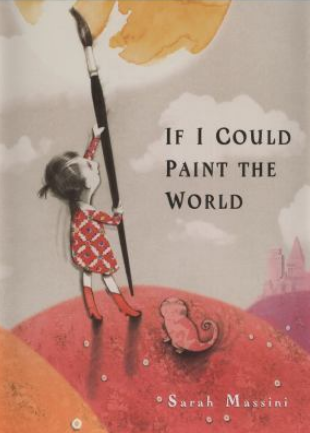 IF I COULD
PAINT THE
WORLD
Sarah Massini